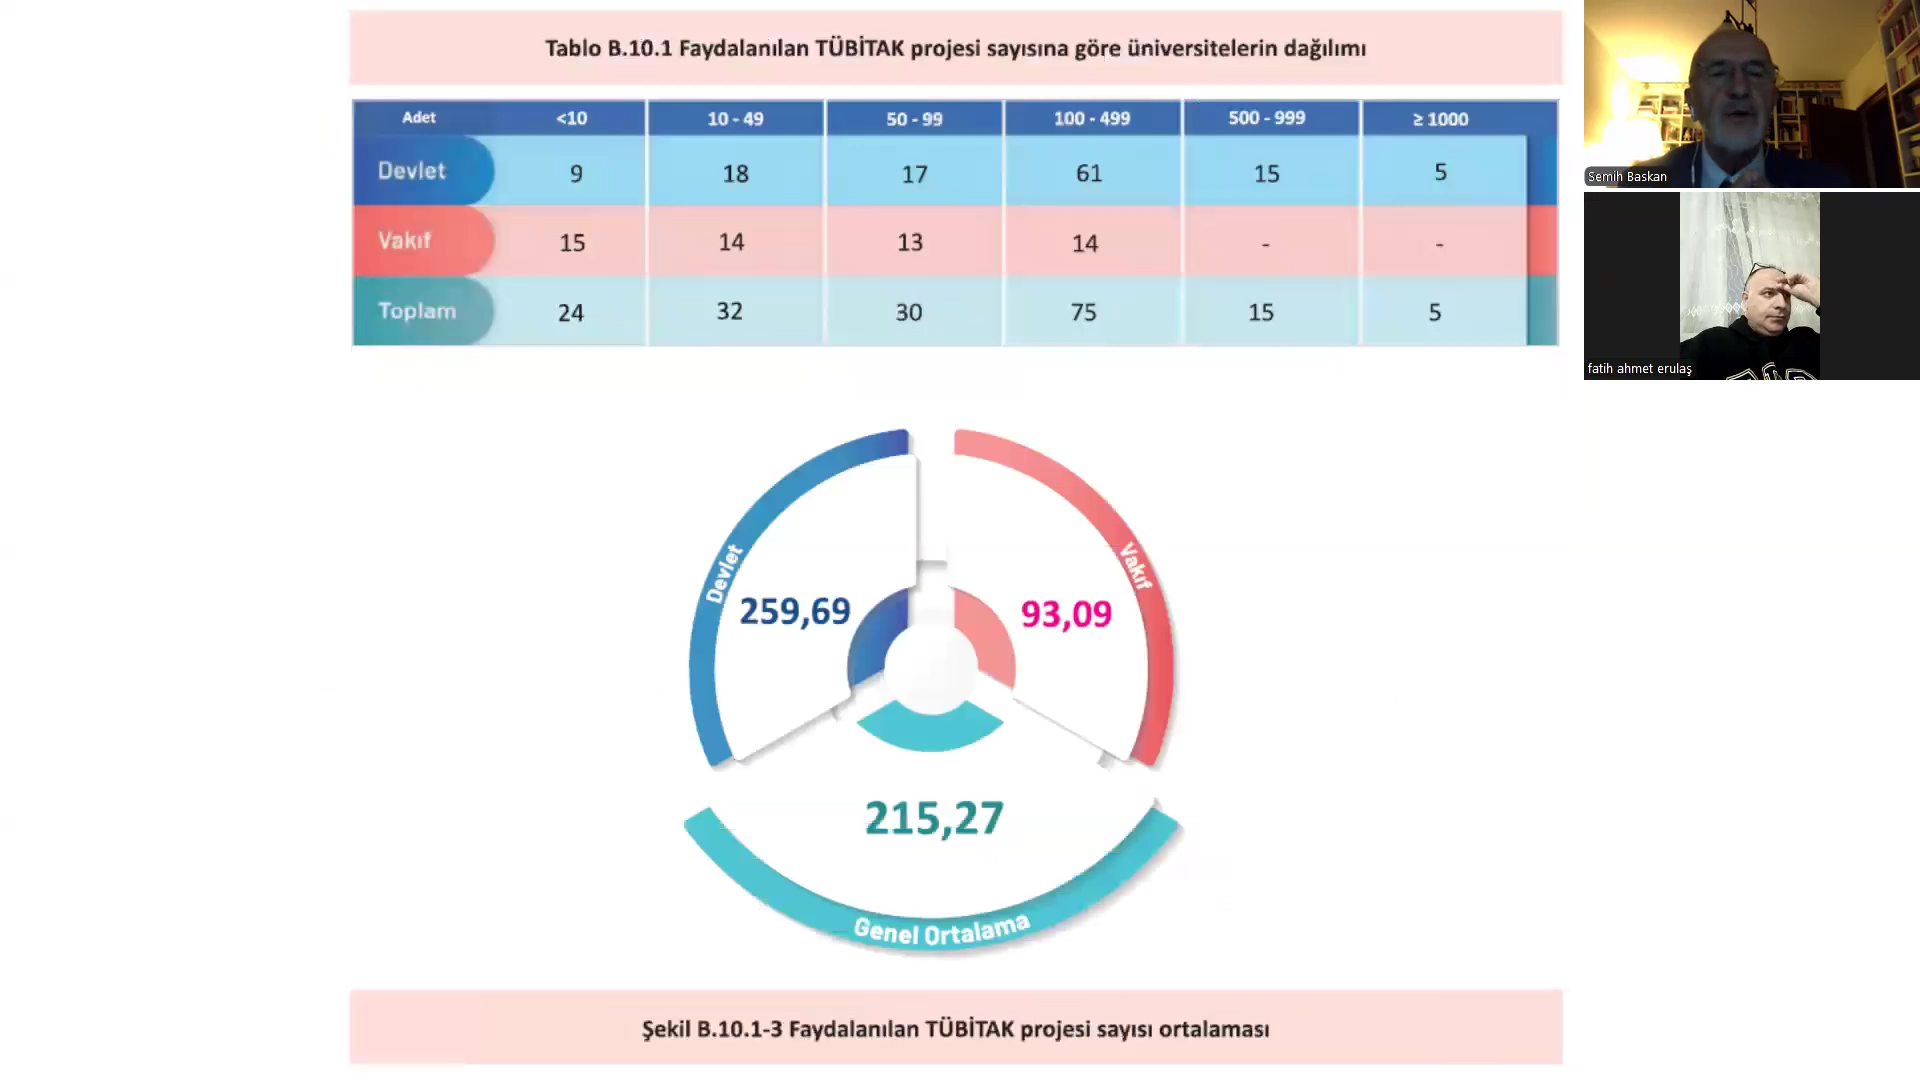 Tablo B.10.1 Faydalanılan TÜBİTAK projesi sayısına göre üniversitelerin dağılımı
Adet <10 10 - 49 50 - 99 100 - 499 500 - 999 ≥ 1000
Devlet 9 18 17 61 15 5
Vakıf 15 14 13 14 - -
Toplam 24 32 30 75 15 5
Devlet
259,69
Vakıf
93,09
215,27
Genel Ortalama
Şekil B.10.1-3 Faydalanılan TÜBİTAK projesi sayısı ortalaması
Semih Baskan
fatih ahmet erulaş